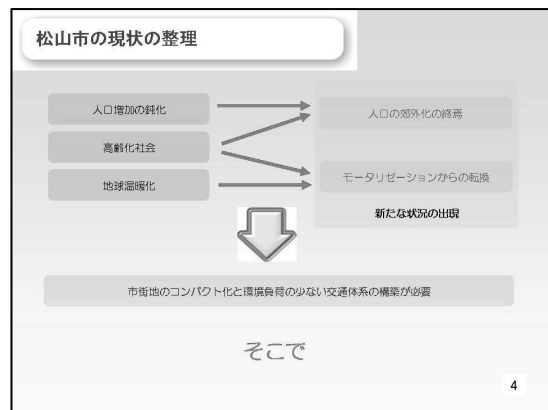 松山市の現状の整理
人口増加の鈍化
高齢化社会
地球温暖化
人口の郊外化の終焉
モータリゼーションからの転換
新たな状況の出現
市街地のコンパクト化と環境負荷の少ない交通体系の構築が必要
そこで
4